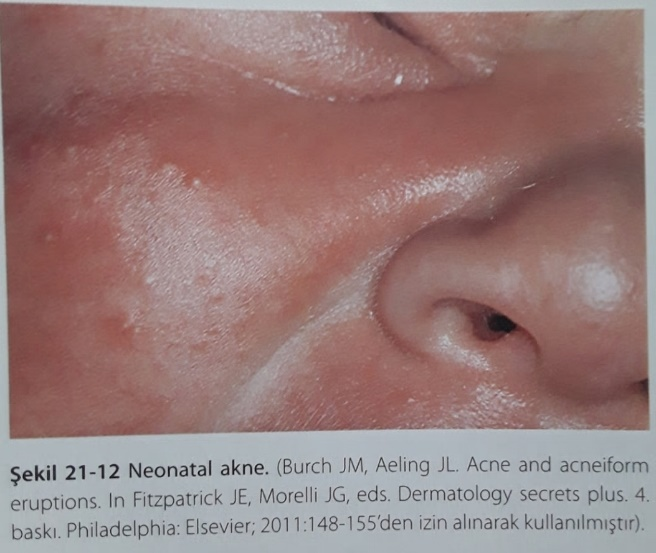 Şekil 21-12 Neonatal akne. (Burch JM, Aeling JL. Acne and acneiform
eruptions. In Fitzpatrick JE, Morelli JG, eds. Dermatology secrets plus. 4.
baskı. Philadelphia: Elsevier; 2011:148-155’den izin alınarak kullanılmıştır).